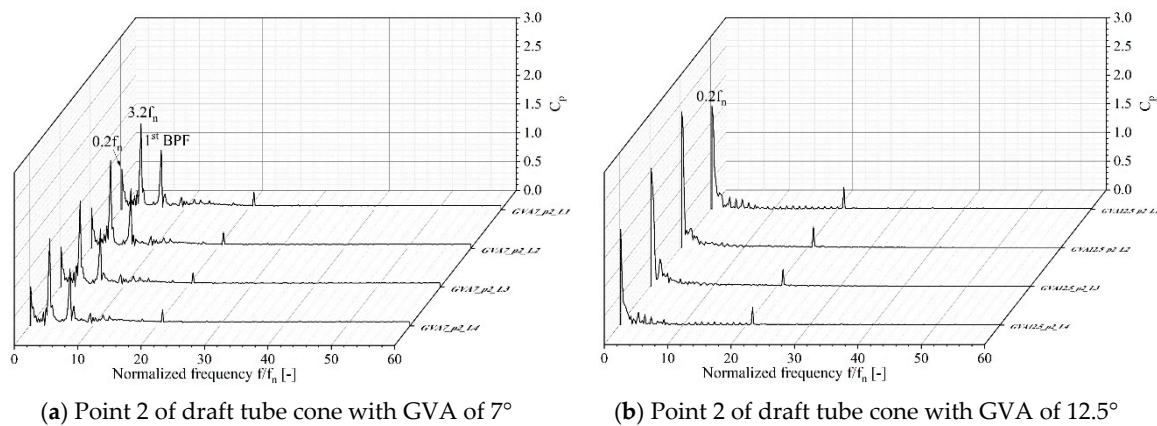 3.0
2.5
2.0
1.5
1.0
0.5
0.0
Cp
3.2fn
0.2fn
1st BPF
GVA7_p2_L1
GVA7_p2_L2
GVA7_p2_L3
GVA7_p2_L4
0 10 20 30 40 50 60
Normalized frequency f/fn [-]
(a) Point 2 of draft tube cone with GVA of 7°
3.0
2.5
2.0
1.5
1.0
0.5
0.0
Cp
0.2fn
GVA12.5_p2_L1
GVA12.5_p2_L2
GVA12.5_p2_L3
GVA12.5_p2_L4
0 10 20 30 40 50 60
Normalized frequency f/fn [-]
(b) Point 2 of draft tube cone with GVA of 12.5°